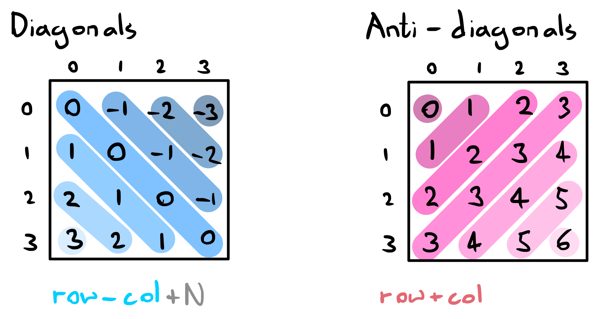 Diagonals
0 1 2 3
0 0 -1 -2 -3
1 1 0 -1 -2
2 2 1 0 -1
3 3 2 1 0
row-col+N
Anti-diagonals
0 1 2 3
0 0 1 2 3
1 1 2 3 4
2 2 3 4 5
3 3 4 5 6
row+col